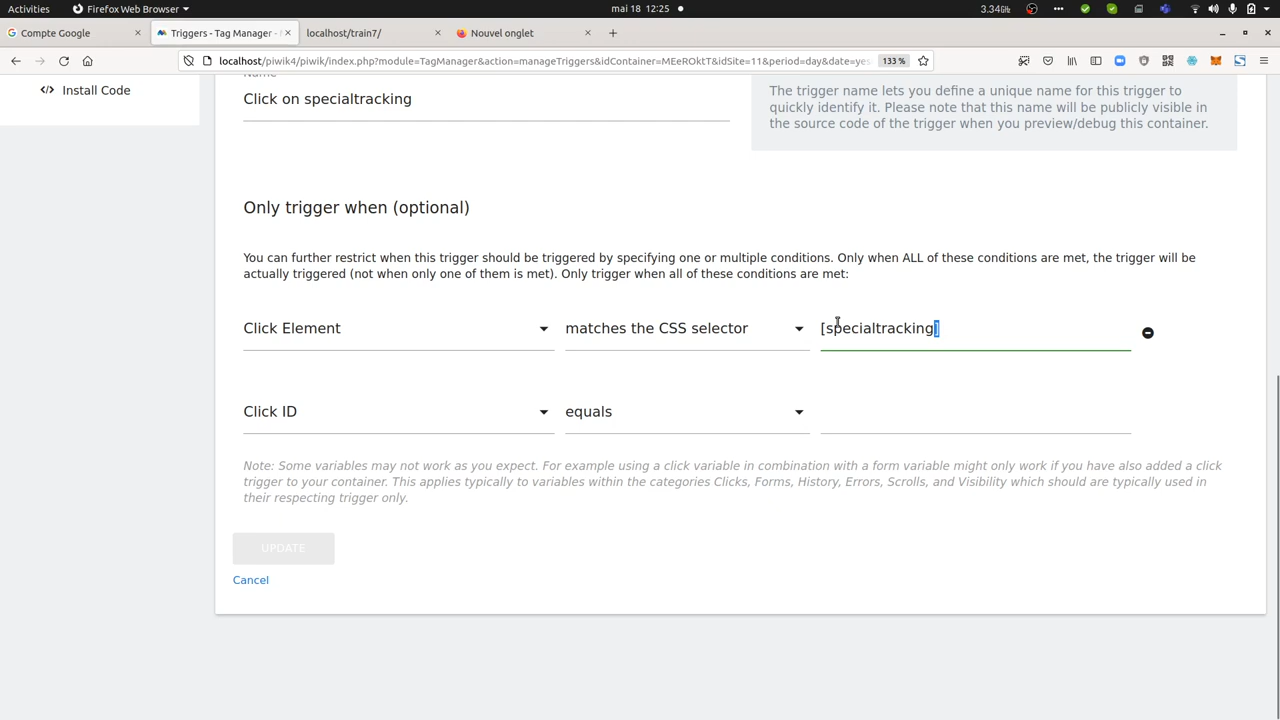 Activities
Firefox Web Browser
mai 18 12:25
3.34 GiB
Compte Google
Triggers - Tag Manager -
localhost/train7/
Nouvel onglet
localhost/piwik4/piwik/index.php?module=TagManager&action=manageTriggers&idContainer=MEeROktT&idSite=11&period=day&date=yes
133 %
Install Code
Name
Click on specialtracking
The trigger name lets you define a unique name for this trigger to
quickly identify it. Please note that this name will be publicly visible in
the source code of the trigger when you preview/debug this container.
Only trigger when (optional)
You can further restrict when this trigger should be triggered by specifying one or multiple conditions. Only when ALL of these conditions are met, the trigger will be
actually triggered (not when only one of them is met). Only trigger when all of these conditions are met:
Click Element
matches the CSS selector
[specialtracking]
Click ID
equals
Note: Some variables may not work as you expect. For example using a click variable in combination with a form variable might only work if you have also added a click
trigger to your container. This applies typically to variables within the categories Clicks, Forms, History, Errors, Scrolls, and Visibility which should are typically used in
their respecting trigger only.
UPDATE
Cancel